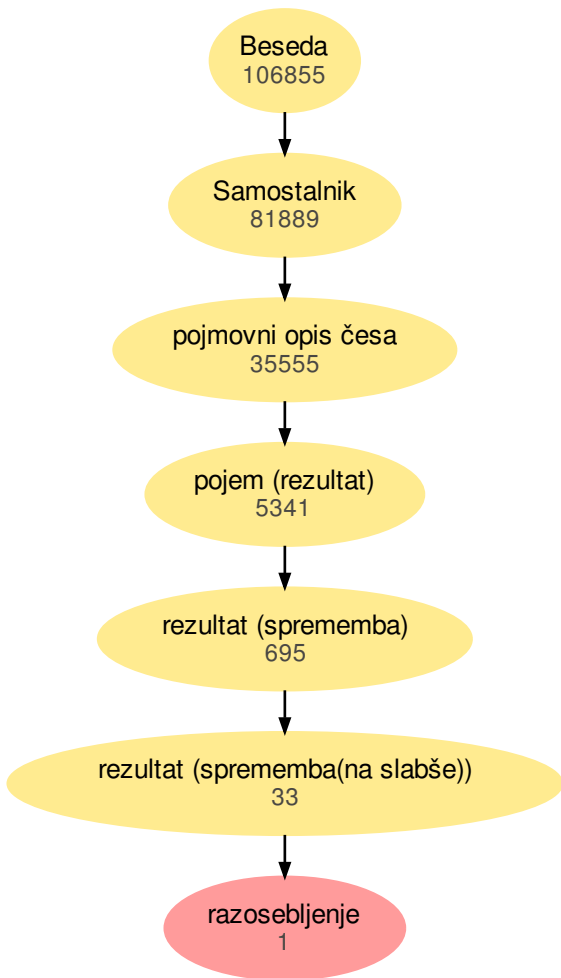 Beseda
106855
Samostalnik
81889
pojmovni opis česa
35555
pojem (rezultat)
5341
rezultat (sprememba)
695
rezultat (sprememba(na slabše))
33
razosebljenje
1